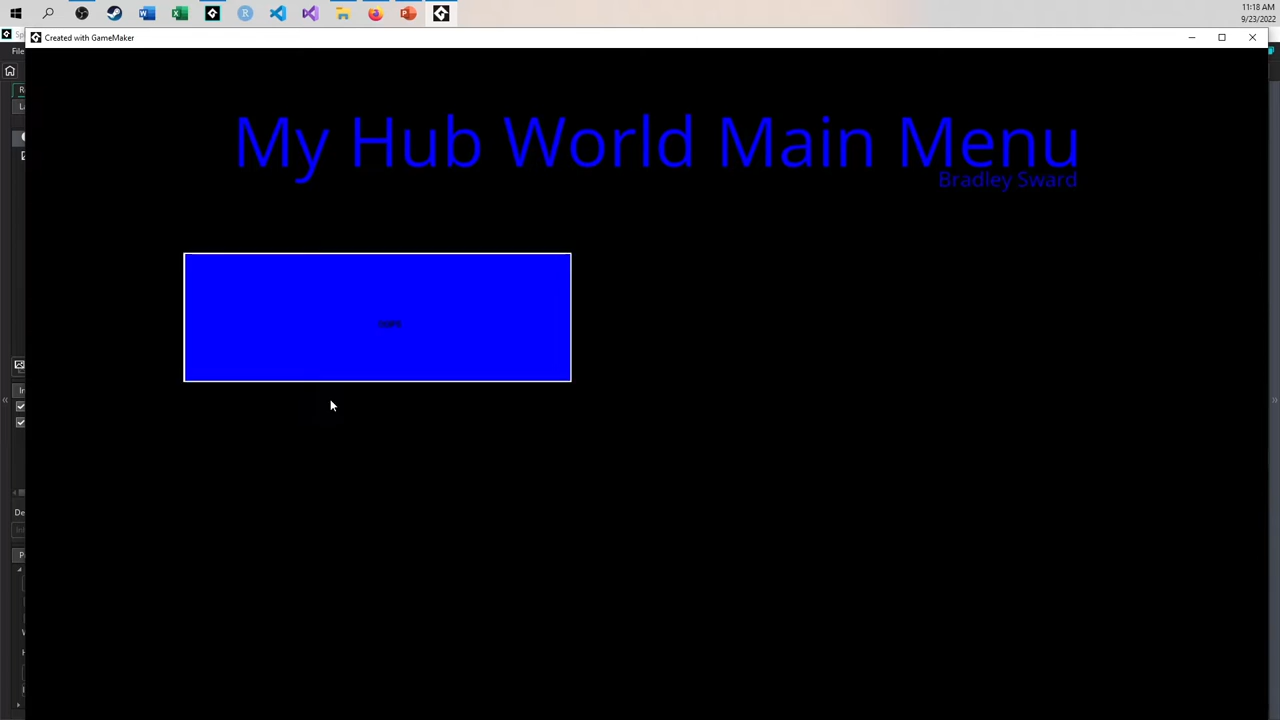 11:18 AM
9/23/2022
Created with GameMaker
My Hub World Main Menu
Bradley Sward